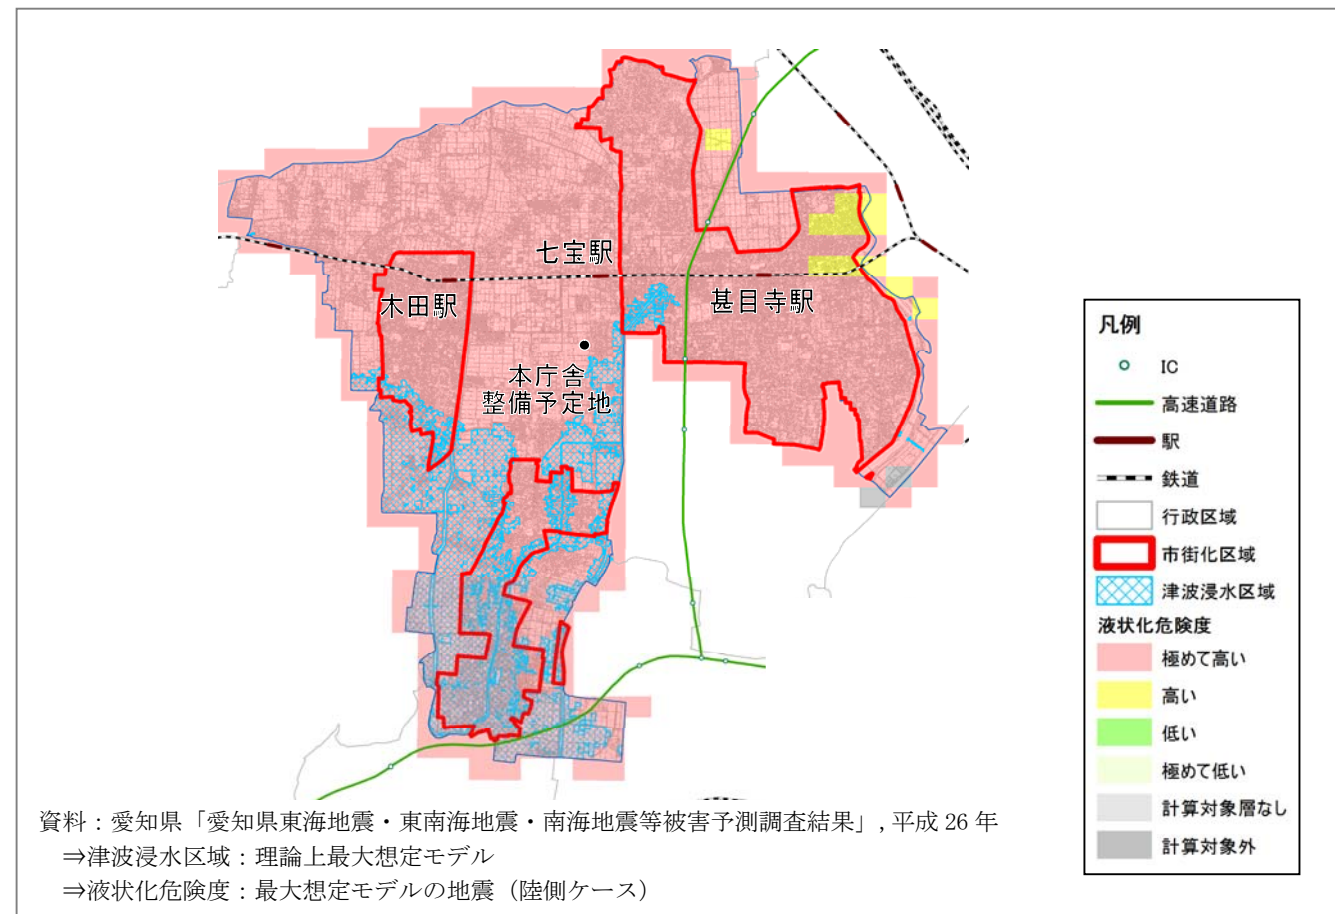 七宝駅
木田駅
甚目寺駅
本庁舎
整備予定地
凡例
IC
高速道路
駅
鉄道
行政区域
市街化区域
津波浸水区域
液状化危険度
極めて高い
高い
低い
極めて低い
計算対象層なし
計算対象外
資料：愛知県「愛知県東海地震・東南海地震・南海地震等被害予測調査結果」, 平成 26 年
⇒津波浸水区域：理論上最大想定モデル
⇒液状化危険度：最大想定モデルの地震（陸側ケース）